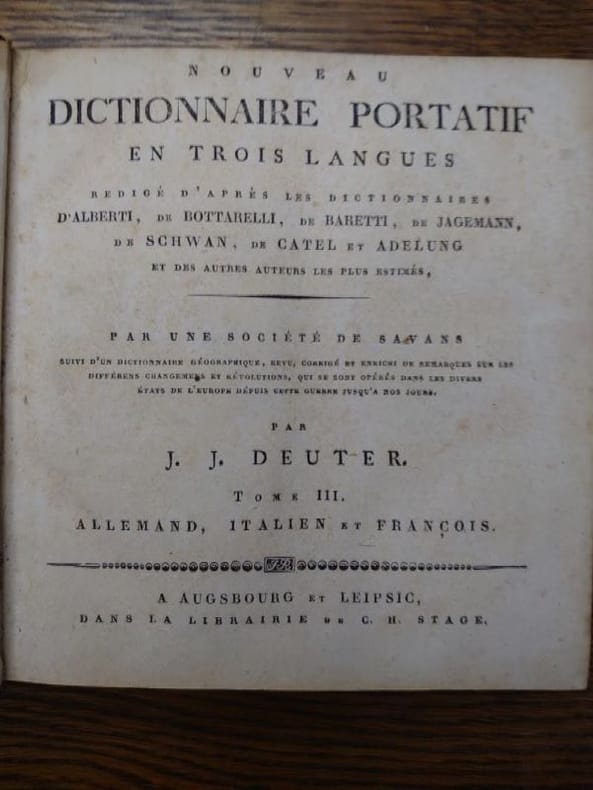 NOUVEAU
DICTIONNAIRE PORTATIF
EN TROIS LANGUES
REDIGÉ D'APRÉS LES DICTIONNAIRES
D'ALBERTI, DE BOTTARELLI, DE BARETTI, DE JAGEMANN,
DE SCHWAN, DE CATEL ET ADELUNG
ET DES AUTRES AUTEURS LES PLUS ESTIMÉS,
PAR UNE SOCIÉTÉ DE SAVANS
SUIVI D'UN DICTIONNAIRE GÉOGRAPHIQUE, REVU, CORRIGÉ ET ENRICHI DE REMARQUES SUR LES
DIFFÉRENS CHANGEMENS ET RÉVOLUTIONS, QUI SE SONT OPÉRÉS DANS LES DIVERS
ÉTATS DE L'EUROPE DÉPUIS CETTE GUERRE JUSQU'A NOS JOURS.
PAR
J. J. DEUTER.
TOME III.
ALLEMAND, ITALIEN ET FRANÇOIS.
A AUGSBOURG ET LEIPSIC,
DANS LA LIBRAIRIE DE C. H. STAGE.